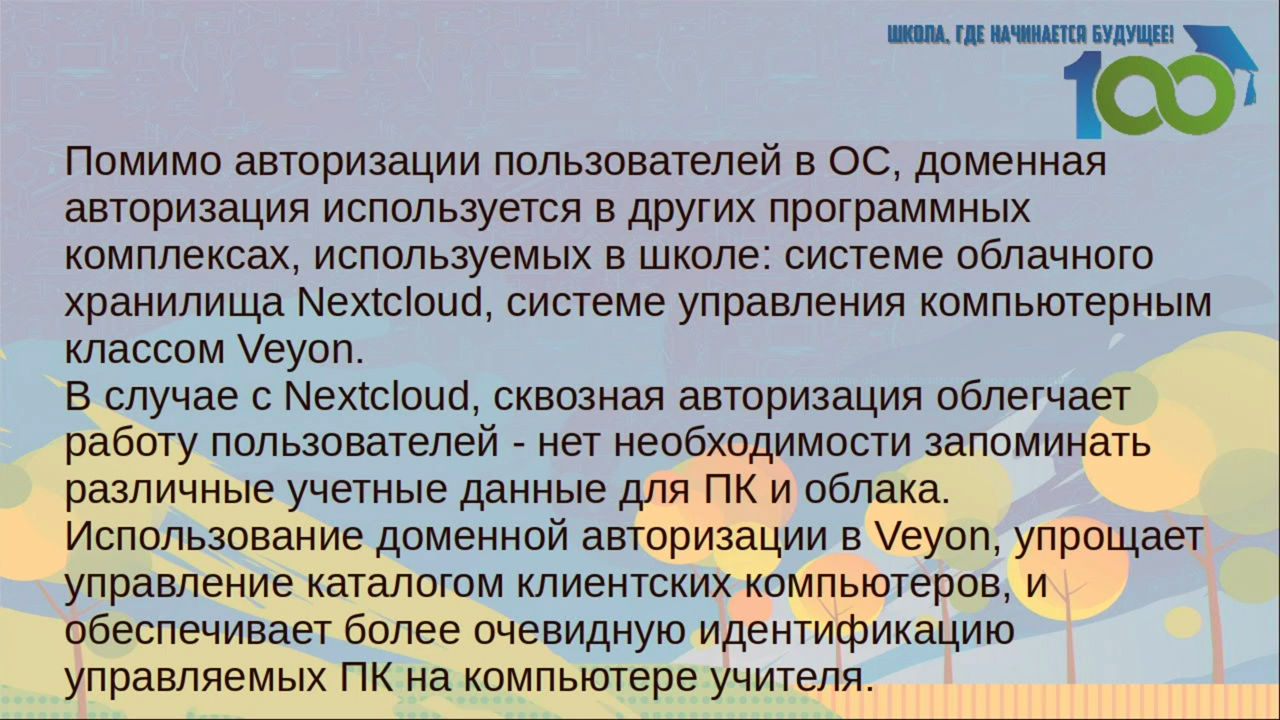 ШКОЛА, ГДЕ НАЧИНАЕТСЯ БУДУЩЕЕ!
100
Помимо авторизации пользователей в ОС, доменная
авторизация используется в других программных
комплексах, используемых в школе: системе облачного
хранилища Nextcloud, системе управления компьютерным
классом Veyon.
В случае с Nextcloud, сквозная авторизация облегчает
работу пользователей - нет необходимости запоминать
различные учетные данные для ПК и облака.
Использование доменной авторизации в Veyon, упрощает
управление каталогом клиентских компьютеров, и
обеспечивает более очевидную идентификацию
управляемых ПК на компьютере учителя.